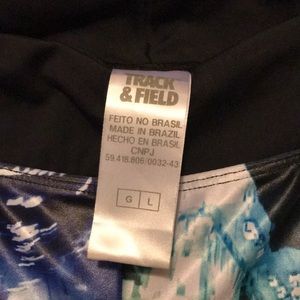 TRACK
& FIELD
FEITO NO BRASIL
MADE IN BRAZIL
HECHO EN BRASIL
CNPJ
59.418.806/0032-43
G L